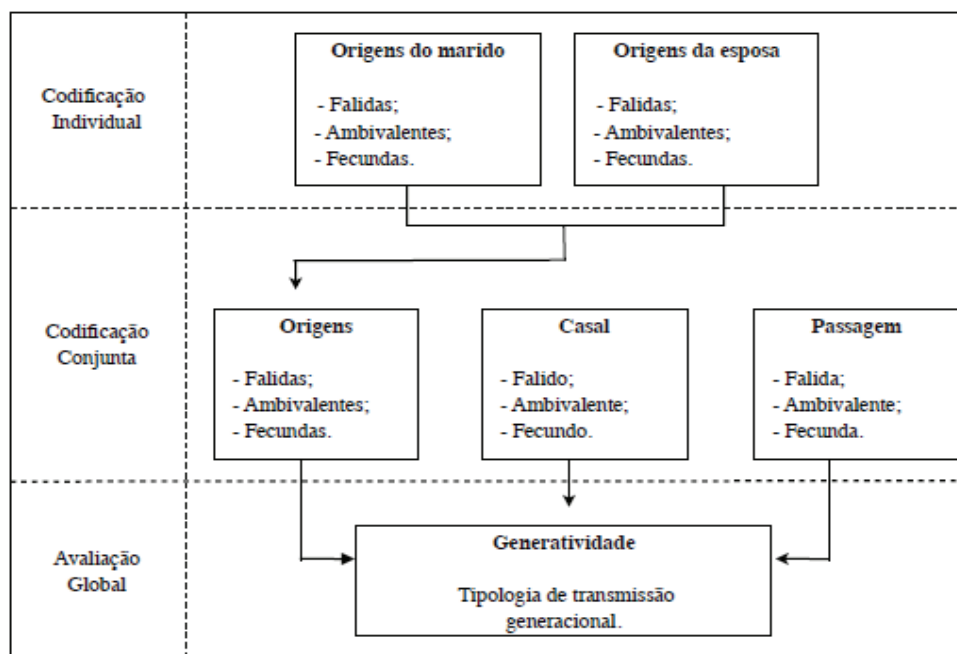 Codificação
Individual
Origens do marido
- Falidas;
- Ambivalentes;
- Fecundas.
Origens da esposa
- Falidas;
- Ambivalentes;
- Fecundas.
Codificação
Conjunta
Origens
- Falidas;
- Ambivalentes;
- Fecundas.
Casal
- Falido;
- Ambivalente;
- Fecundo.
Passagem
- Falida;
- Ambivalente;
- Fecunda.
Avaliação
Global
Generatividade
Tipologia de transmissão
generacional.